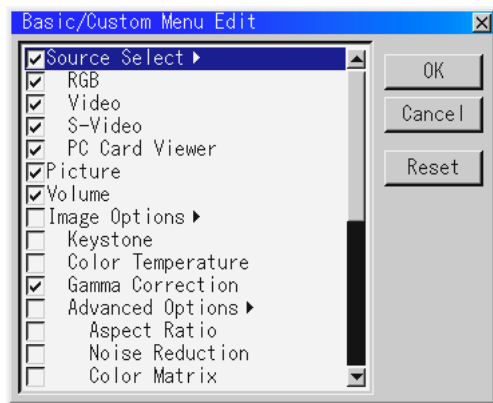 Basic/Custom Menu Edit
Source Select
RGB
Video
S-Video
PC Card Viewer
Picture
Volume
Image Options
Keystone
Color Temperature
Gamma Correction
Advanced Options
Aspect Ratio
Noise Reduction
Color Matrix
OK
Cancel
Reset